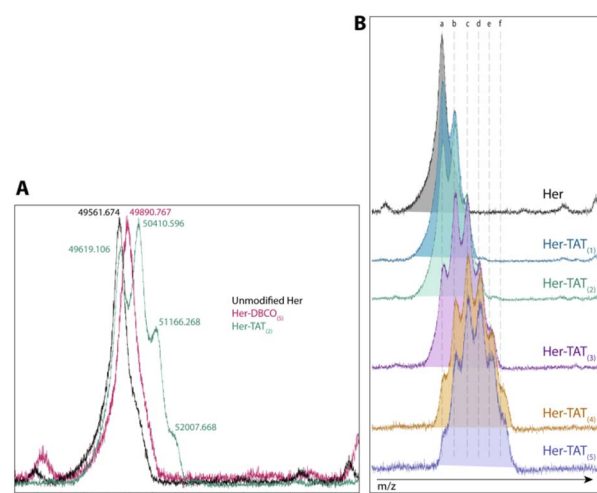 A
49561.674
49890.767
49619.106
50410.596
51166.268
52007.668
Unmodified Her
Her-DBCO(5)
Her-TAT(2)
B
a b c d e f
Her
Her-TAT(1)
Her-TAT(2)
Her-TAT(3)
Her-TAT(4)
Her-TAT(5)
m/z